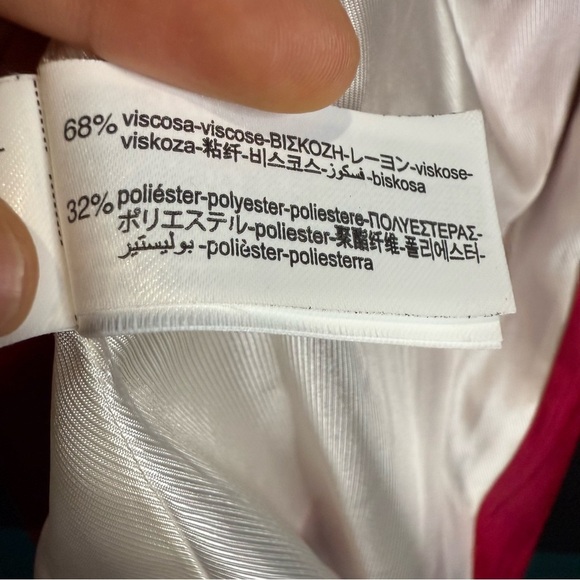 68% viscosa-viscose-ΒΙΣΚΟΖΗ-レーヨン-viskose-
viskoza-粘纤-비스코스-فسكوز-biskosa
32% poliéster-polyester-poliestere-ΠΟΛΥΕΣΤΕΡΑΣ-
ポリエステル-poliester-聚酯纤维-폴리에스터-
بوليستير-polièster-poliesterra